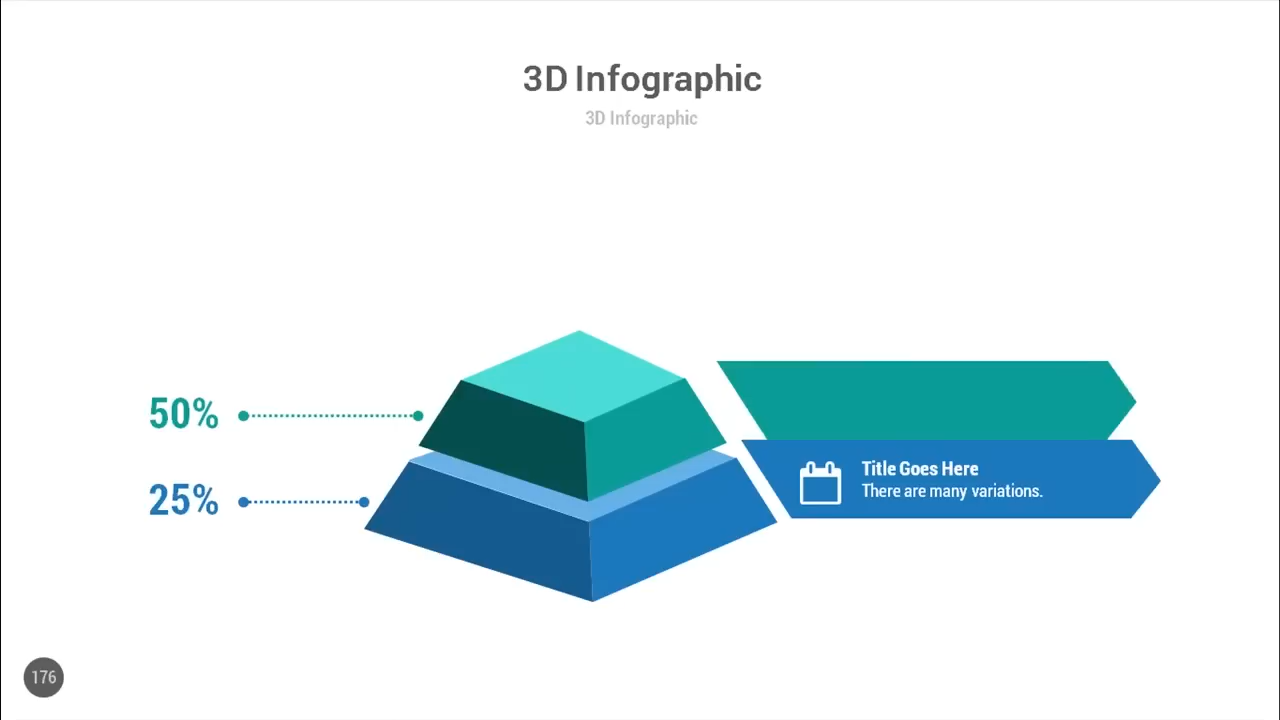 3D Infographic
3D Infographic
50%
25%
Title Goes Here
There are many variations.
176